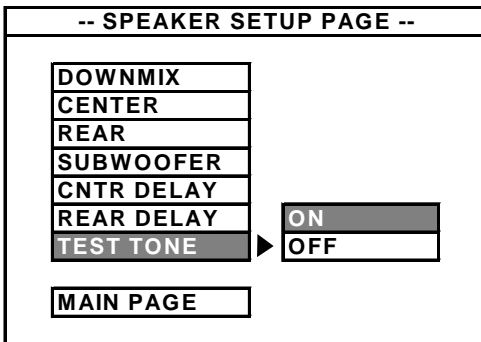 -- SPEAKER SETUP PAGE --
DOWNMIX
CENTER
REAR
SUBWOOFER
CNTR DELAY
REAR DELAY
TEST TONE
ON
OFF
MAIN PAGE